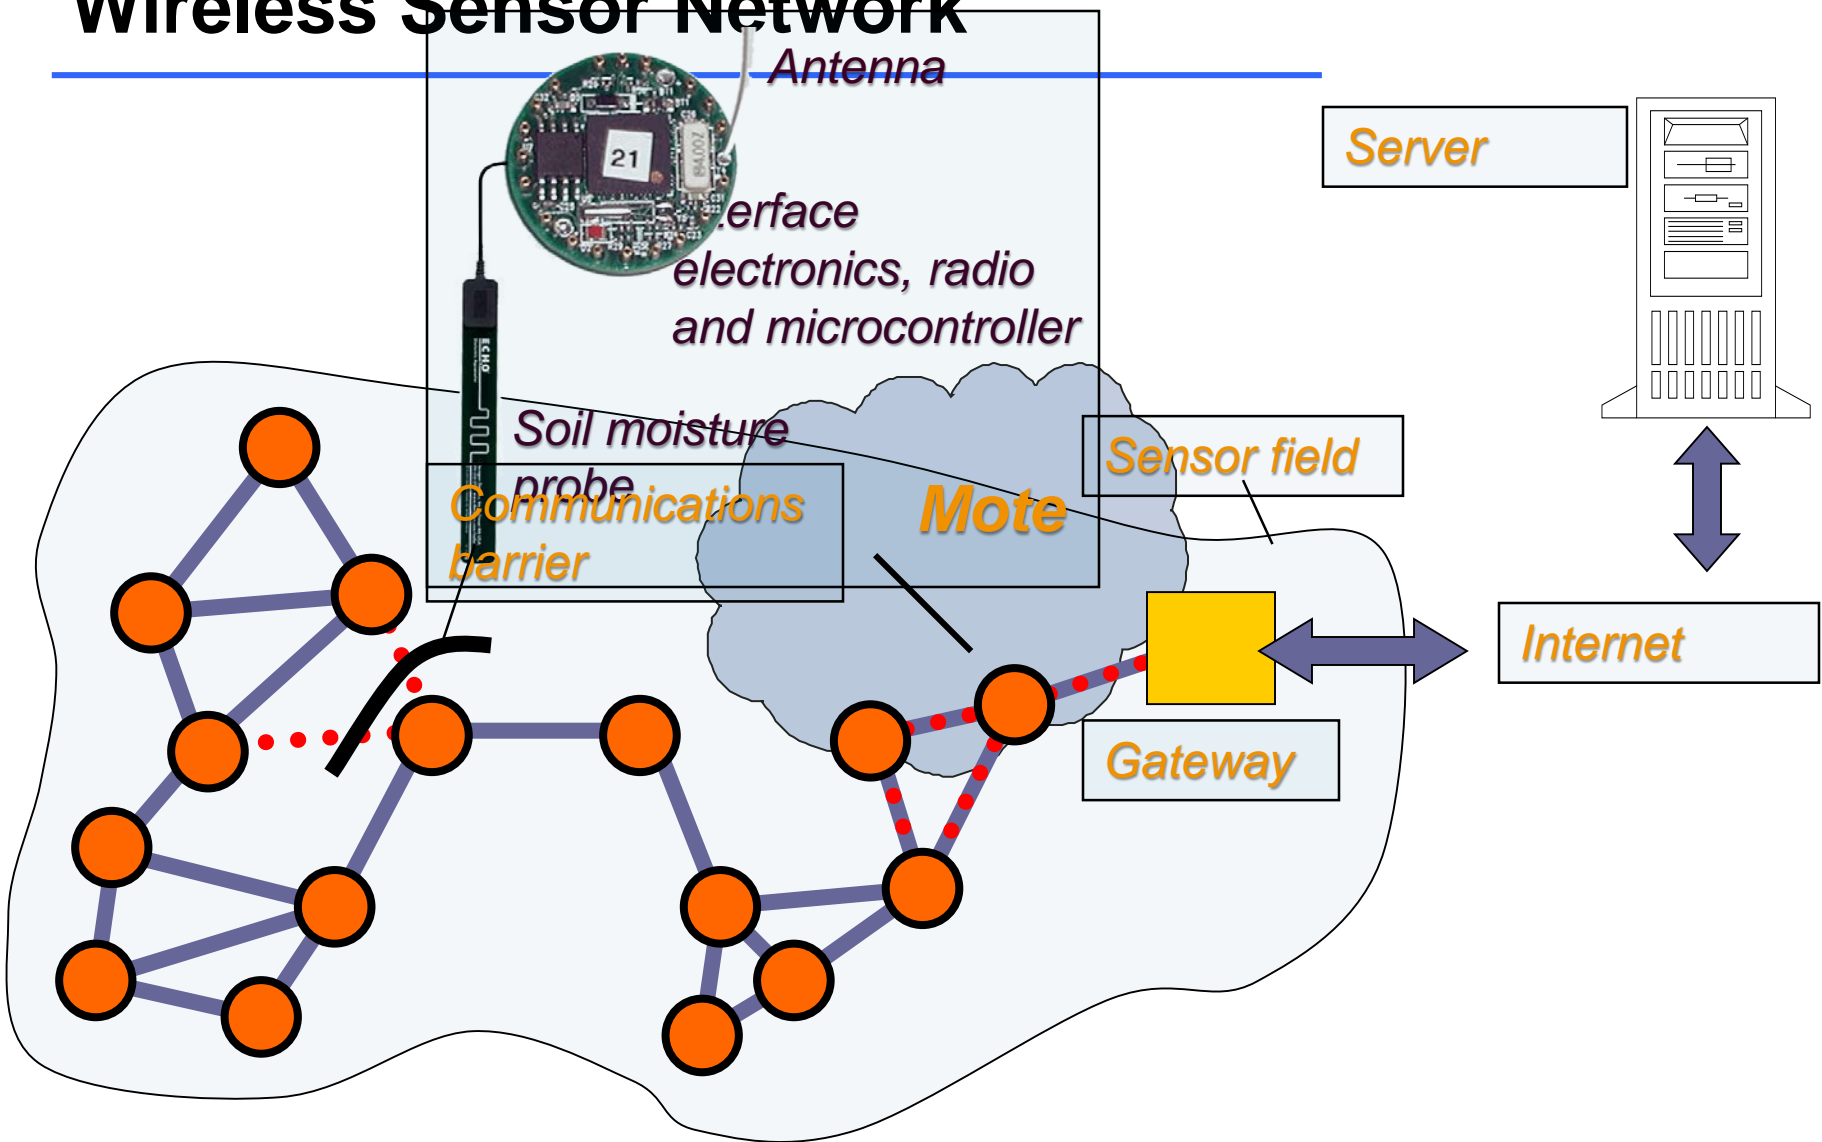 Wireless Sensor Network
Antenna
Server
21
erface
electronics, radio
and microcontroller
ECHO
Soil moisture
probe
Sensor field
Communications
barrier
Mote
Internet
Gateway